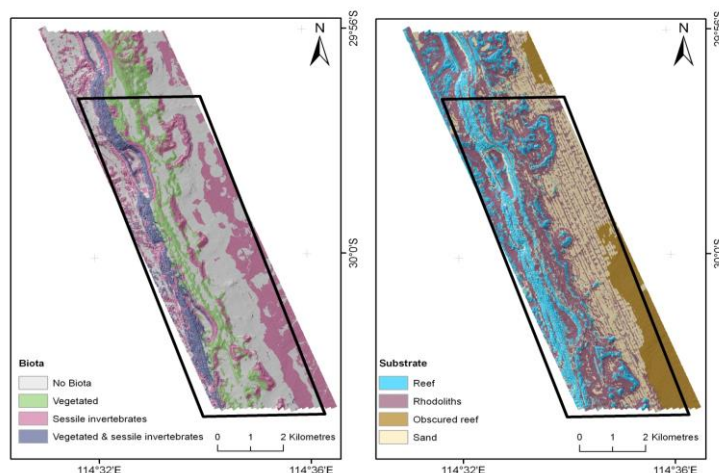 N
29°56'S
Biota
No Biota
Vegetated
Sessile invertebrates
Vegetated & sessile invertebrates
0 1 2 Kilometres
30°0'S
114°32'E
114°36'E
N
29°56'S
Substrate
Reef
Rhodoliths
Obscured reef
Sand
0 1 2 Kilometres
30°0'S
114°32'E
114°36'E